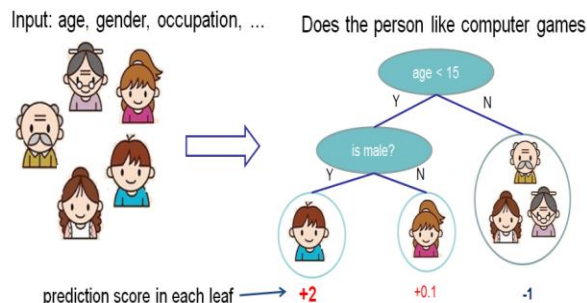 Input: age, gender, occupation, ...
Does the person like computer games
age < 15
Y
N
is male?
Y
N
prediction score in each leaf
+2
+0.1
-1